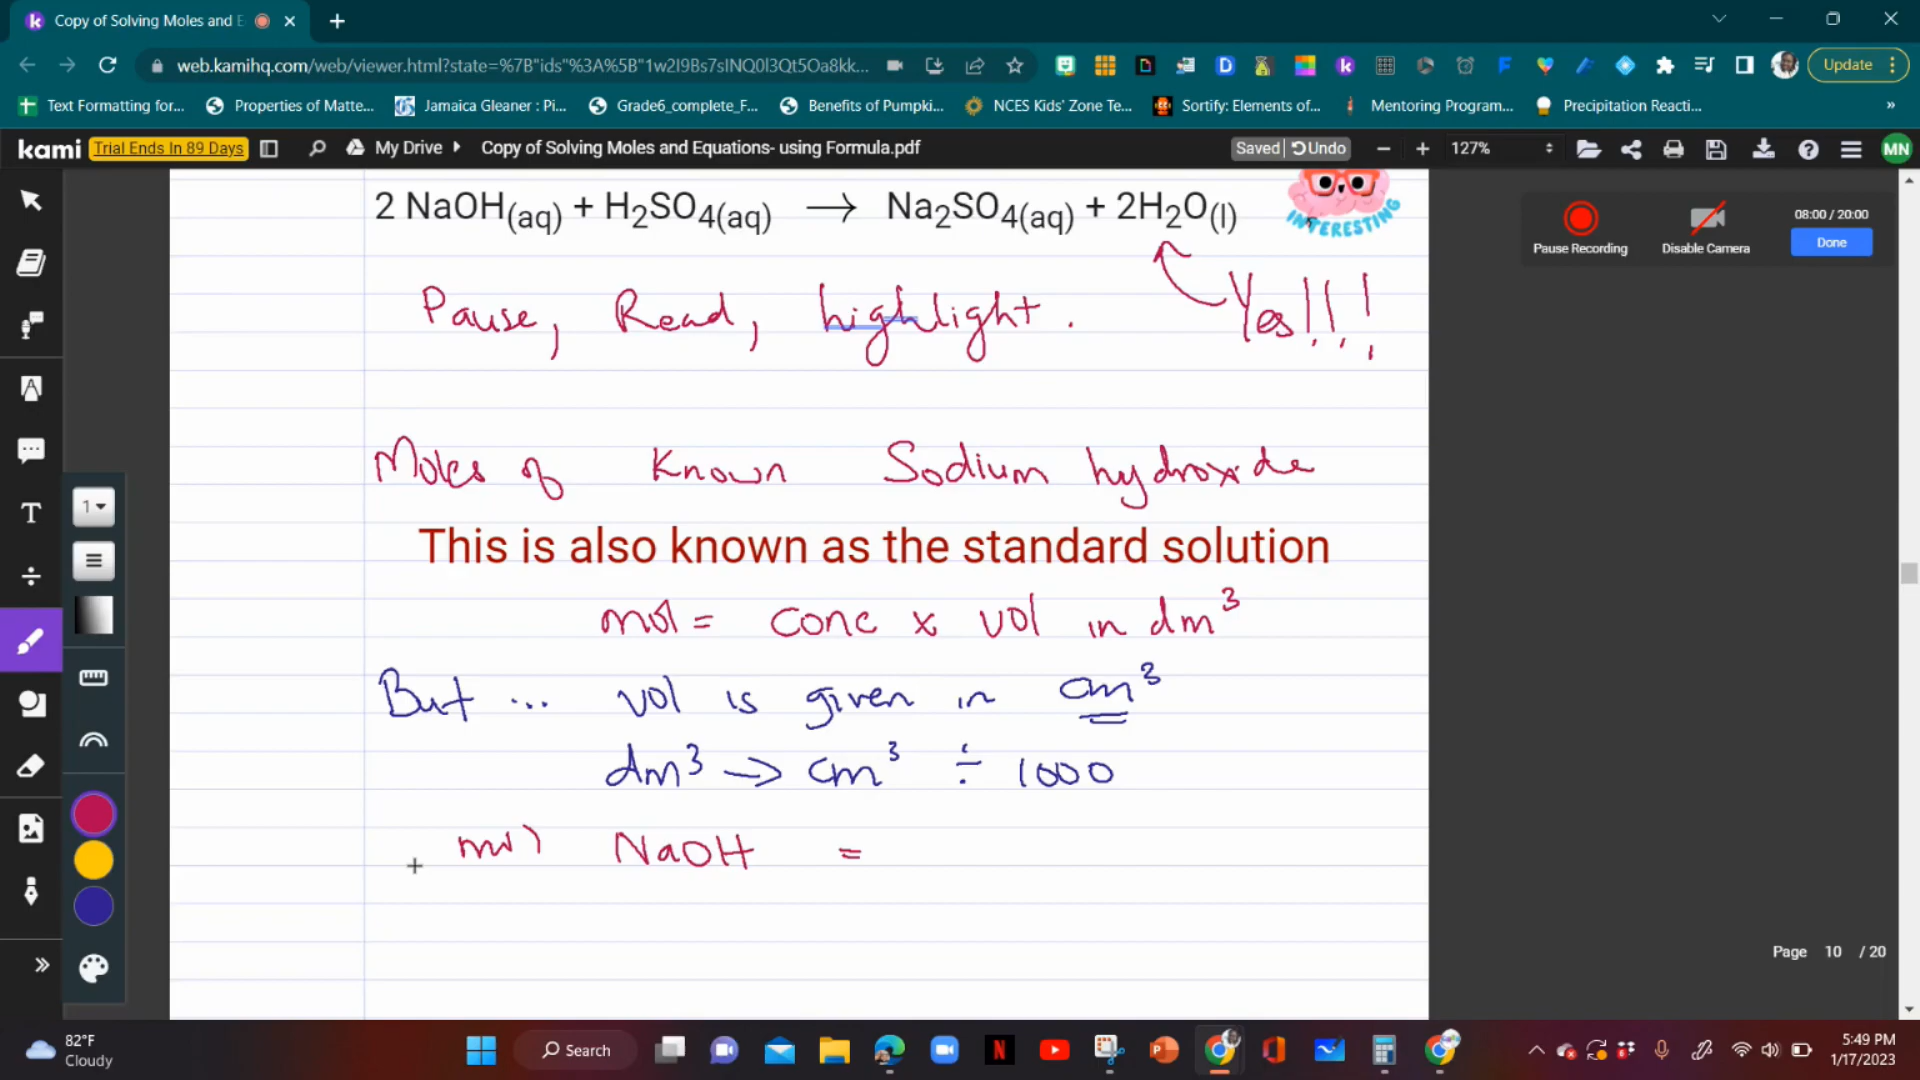 Copy of Solving Moles and E
web.kamihq.com/web/viewer.html?state=%7B"ids"%3A%5B"1w2I9Bs7sINQ0l3Qt5Oa8kk...
Update
Text Formatting for...
Properties of Matte...
Jamaica Gleaner : Pi...
Grade6_complete_F...
Benefits of Pumpki...
NCES Kids' Zone Te...
Sortify: Elements of...
Mentoring Program...
Precipitation Reacti...
kami Trial Ends In 89 Days My Drive Copy of Solving Moles and Equations- using Formula.pdf Saved Undo 127% MN
2 NaOH(aq) + H2SO4(aq) → Na2SO4(aq) + 2H2O(l)
INTERESTING
08:00 / 20:00
Pause Recording Disable Camera Done
Pause, Read, highlight. Yes!!!
Moles of Known Sodium hydroxide
This is also known as the standard solution
mol = conc x vol in dm³
But ... vol is given in cm³
dm³ → cm³ ÷ 1000
mol NaOH =
Page 10 / 20
1
82°F
Cloudy
Search
5:49 PM
1/17/2023